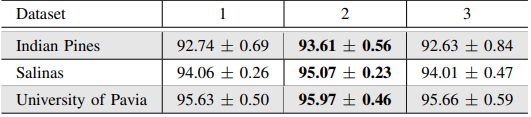 Dataset 1 2 3
Indian Pines 92.74 ± 0.69 93.61 ± 0.56 92.63 ± 0.84
Salinas 94.06 ± 0.26 95.07 ± 0.23 94.01 ± 0.47
University of Pavia 95.63 ± 0.50 95.97 ± 0.46 95.66 ± 0.59